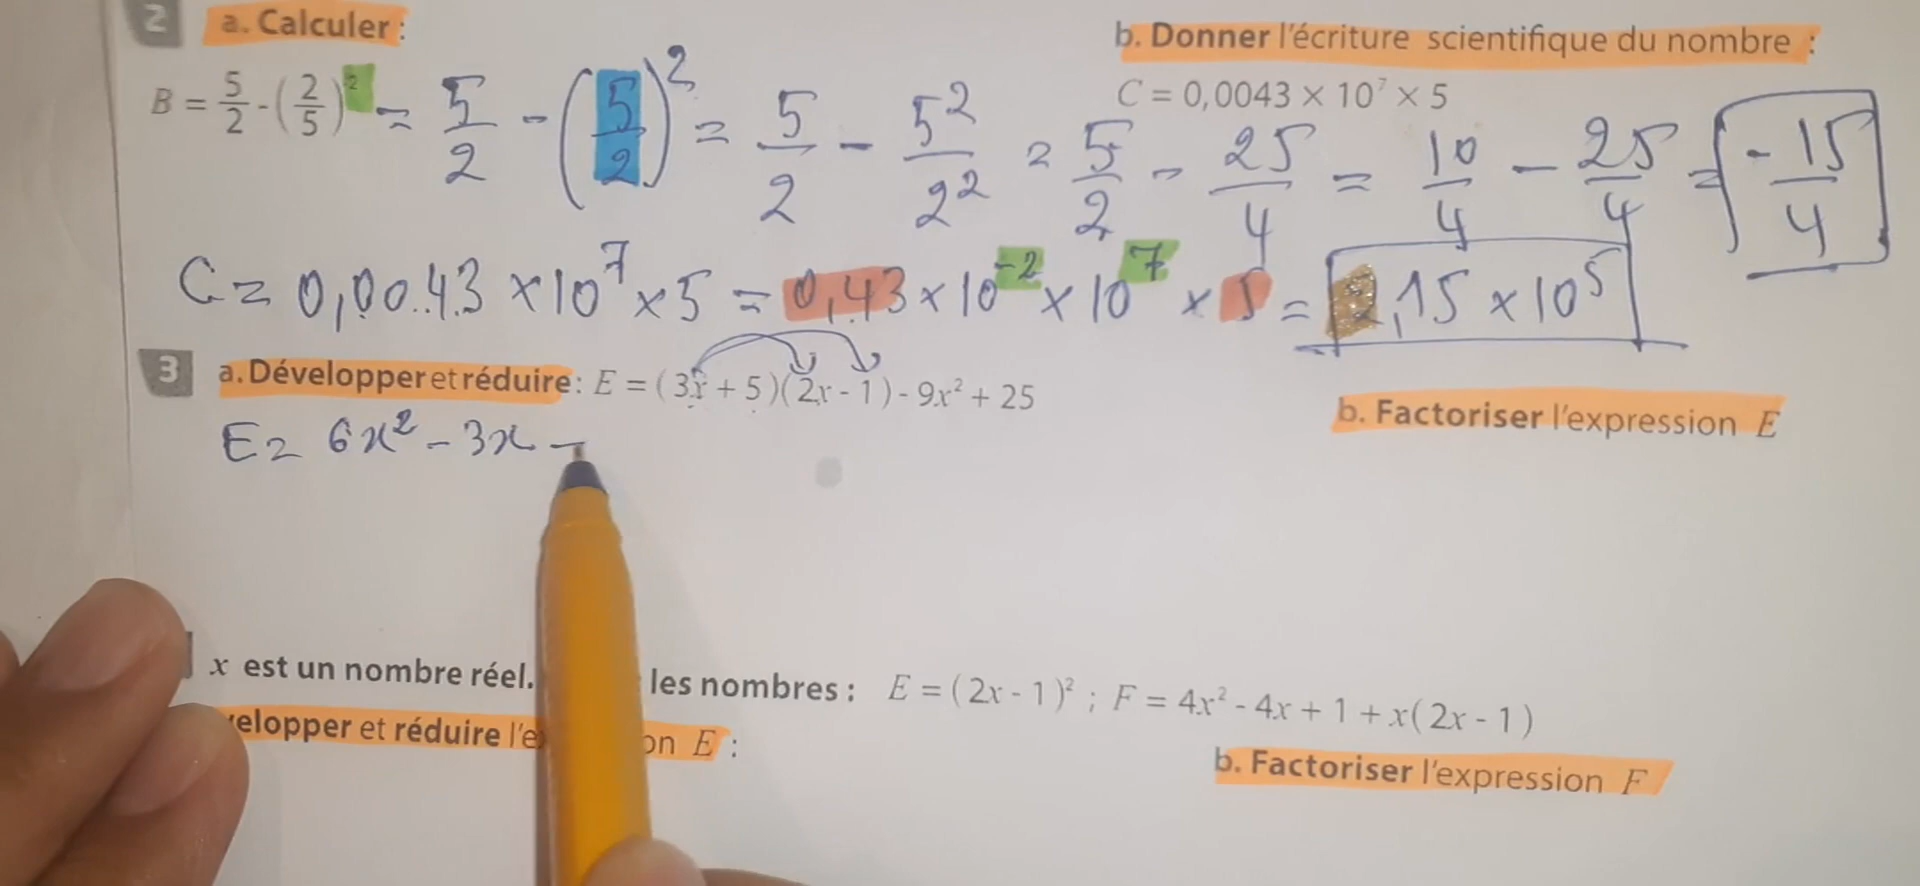 2 a. Calculer :
b. Donner l'écriture scientifique du nombre :
B = 5/2 - (2/5)⁻² = 5/2 - (5/2)² = 5/2 - 5²/2² = 5/2 - 25/4 = 10/4 - 25/4 = -15/4
C = 0,0043 × 10⁷ × 5
C = 0,0043 × 10⁷ × 5 = 0,43 × 10⁻² × 10⁷ × 5 = 2,15 × 10⁵
3 a. Développer et réduire : E = (3x + 5)(2x - 1) - 9x² + 25
b. Factoriser l'expression E
E = 6x² - 3x -
x est un nombre réel. les nombres : E = (2x - 1)² ; F = 4x² - 4x + 1 + x(2x - 1)
elopper et réduire l'e on E :
b. Factoriser l'expression F